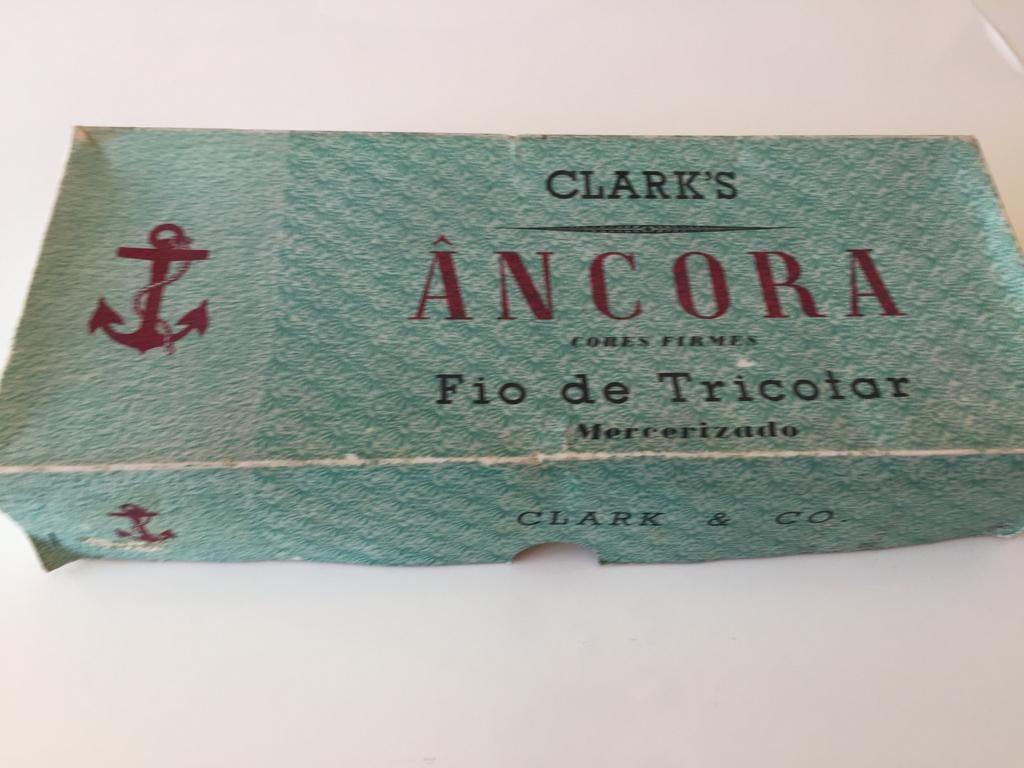 CLARK'S
ÂNCORA
CORES FIRMES
Fio de Tricotar
Mercerizado
CLARK & CO